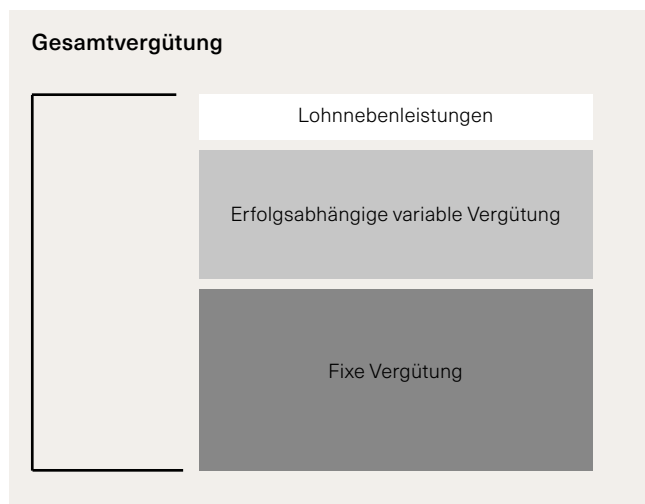 Gesamtvergütung
Lohnnebenleistungen
Erfolgsabhängige variable Vergütung
Fixe Vergütung